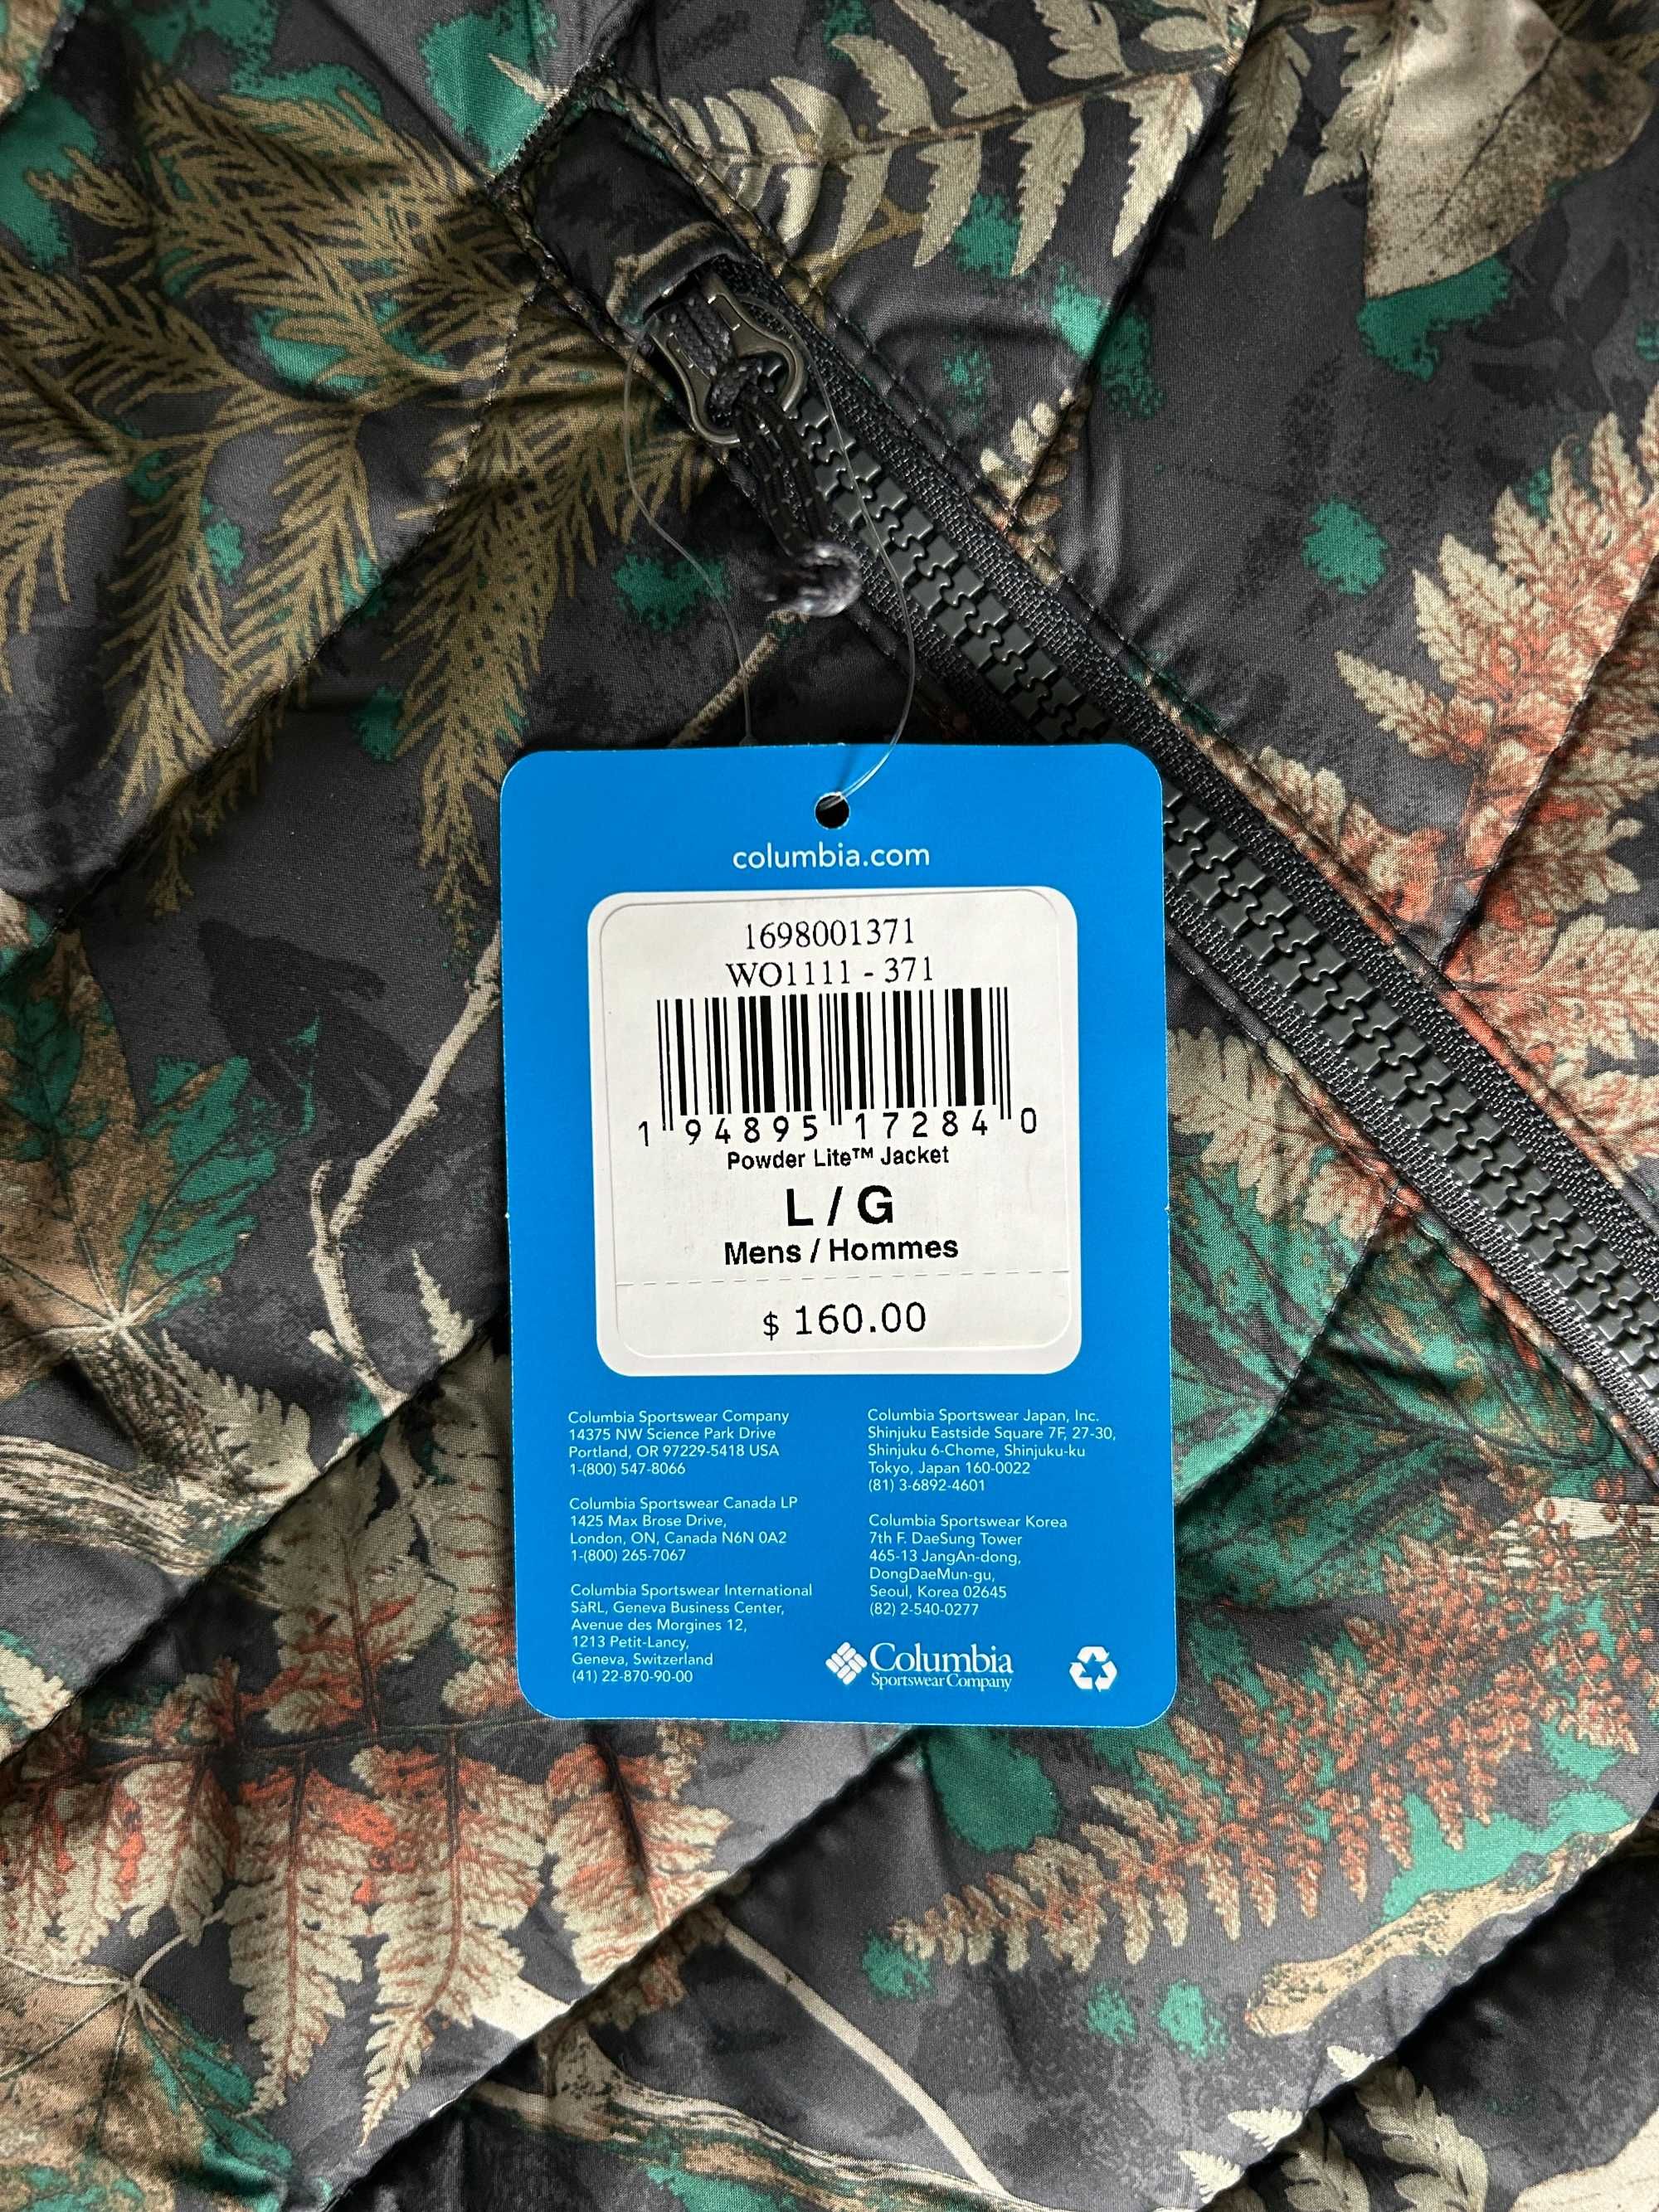 columbia.com
1698001371
WO1111 - 371
1 94895 17284 0
Powder Lite™ Jacket
L / G
Mens / Hommes
$ 160.00
Columbia Sportswear Company
14375 NW Science Park Drive
Portland, OR 97229-5418 USA
1-(800) 547-8066
Columbia Sportswear Canada LP
1425 Max Brose Drive,
London, ON, Canada N6N 0A2
1-(800) 265-7067
Columbia Sportswear International
SàRL, Geneva Business Center,
Avenue des Morgines 12,
1213 Petit-Lancy,
Geneva, Switzerland
(41) 22-870-90-00
Columbia Sportswear Japan, Inc.
Shinjuku Eastside Square 7F, 27-30,
Shinjuku 6-Chome, Shinjuku-ku
Tokyo, Japan 160-0022
(81) 3-6892-4601
Columbia Sportswear Korea
7th F. DaeSung Tower
465-13 JangAn-dong,
DongDaeMun-gu,
Seoul, Korea 02645
(82) 2-540-0277
Columbia
Sportswear Company